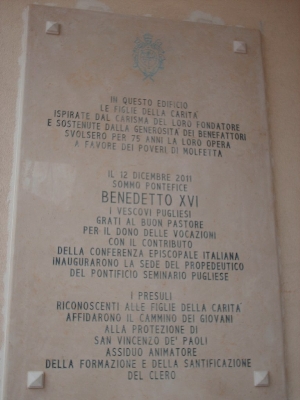 IN QUESTO EDIFICIO
LE FIGLIE DELLA CARITA'
ISPIRATE DAL CARISMA DEL LORO FONDATORE
E SOSTENUTE DALLA GENEROSITA' DEI BENEFATTORI
SVOLSERO PER 75 ANNI LA LORO OPERA
A FAVORE DEI POVERI DI MOLFETTA
IL 12 DICEMBRE 2011
SOMMO PONTEFICE
BENEDETTO XVI
I VESCOVI PUGLIESI
GRATI AL BUON PASTORE
PER IL DONO DELLE VOCAZIONI
CON IL CONTRIBUTO
DELLA CONFERENZA EPISCOPALE ITALIANA
INAUGURARONO LA SEDE DEL PROPEDEUTICO
DEL PONTIFICIO SEMINARIO PUGLIESE
I PRESULI
RICONOSCENTI ALLE FIGLIE DELLA CARITA'
AFFIDARONO IL CAMMINO DEI GIOVANI
ALLA PROTEZIONE DI
SAN VINCENZO DE' PAOLI
ASSIDUO ANIMATORE
DELLA FORMAZIONE E DELLA SANTIFICAZIONE
DEL CLERO